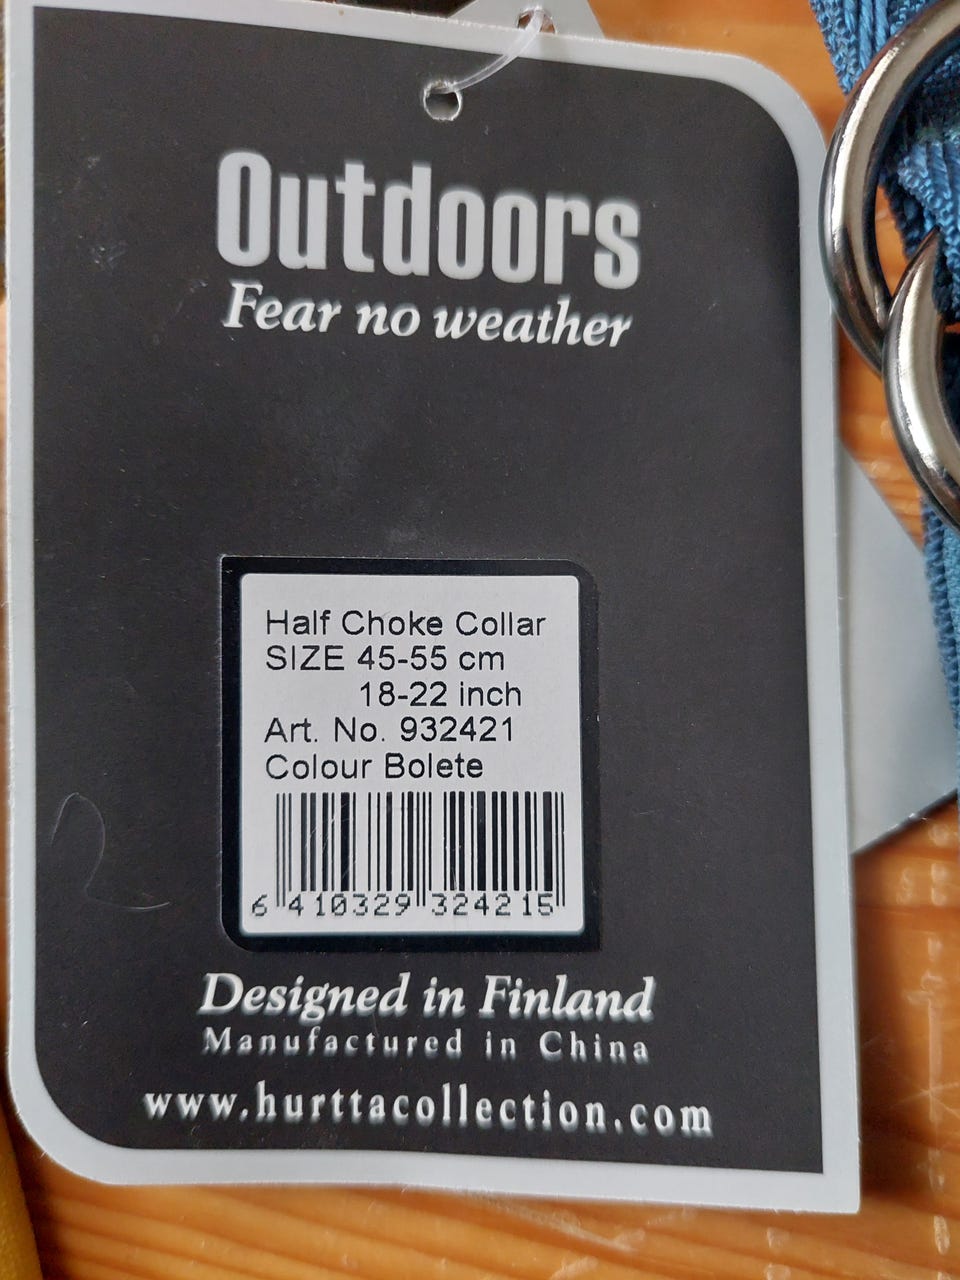 Outdoors
Fear no weather
Half Choke Collar
SIZE 45-55 cm
18-22 inch
Art. No. 932421
Colour Bolete
6 410329 324215
Designed in Finland
Manufactured in China
www.hurttacollection.com